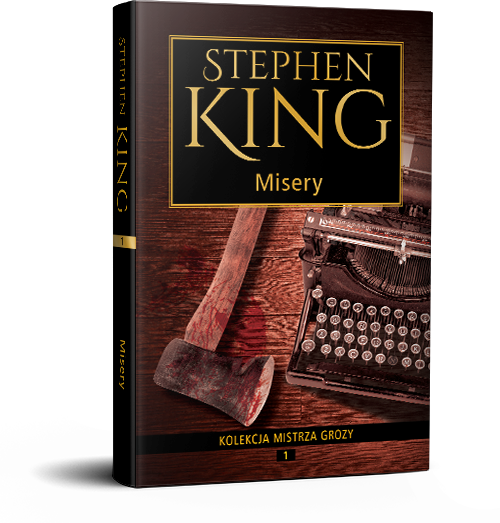 STEPHEN
KING
Misery
KOLEKCJA MISTRZA GROZY
1
STEPHEN KING
1
Misery